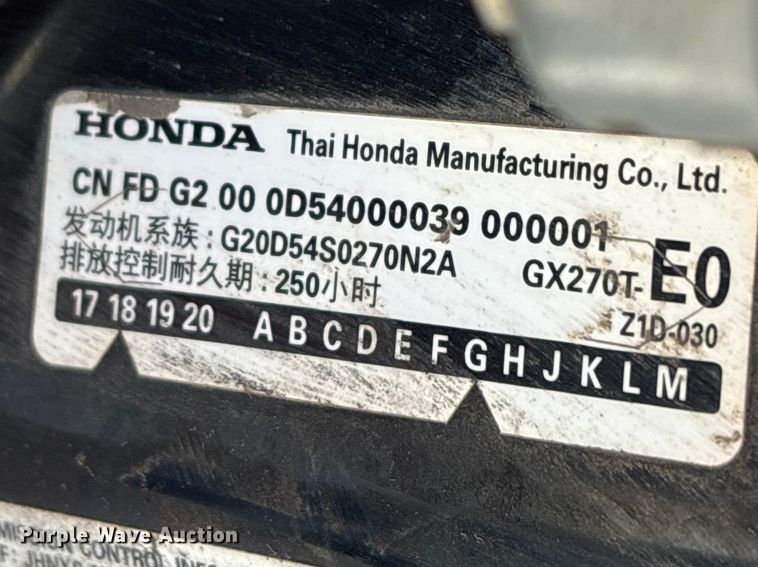 HONDA Thai Honda Manufacturing Co., Ltd.
CN FD G2 00 0D54000039 000001
发动机系族：G20D54S0270N2A GX270T-E0
排放控制耐久期：250小时 Z1D-030
17 18 19 20 A B C D E F G H J K L M
Purple Wave Auction
CONTROL